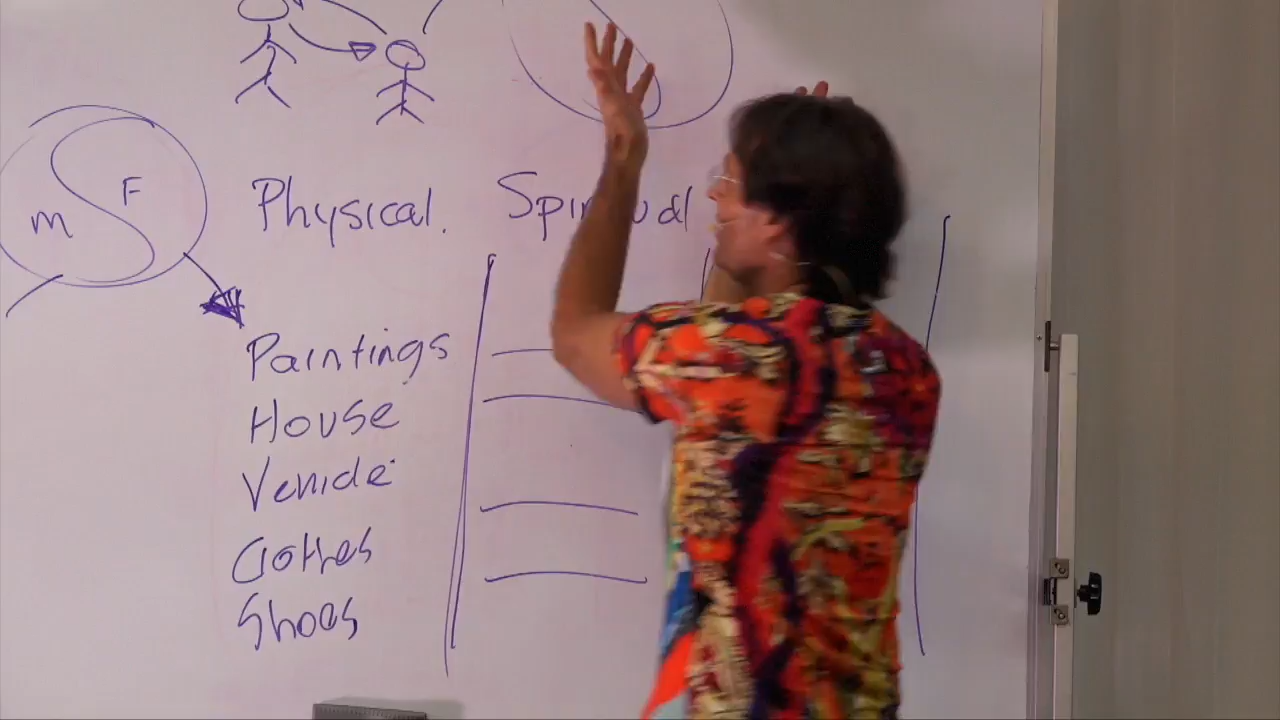 m F
Physical. Spiritual
Paintings
House
Vehicle
Clothes
Shoes